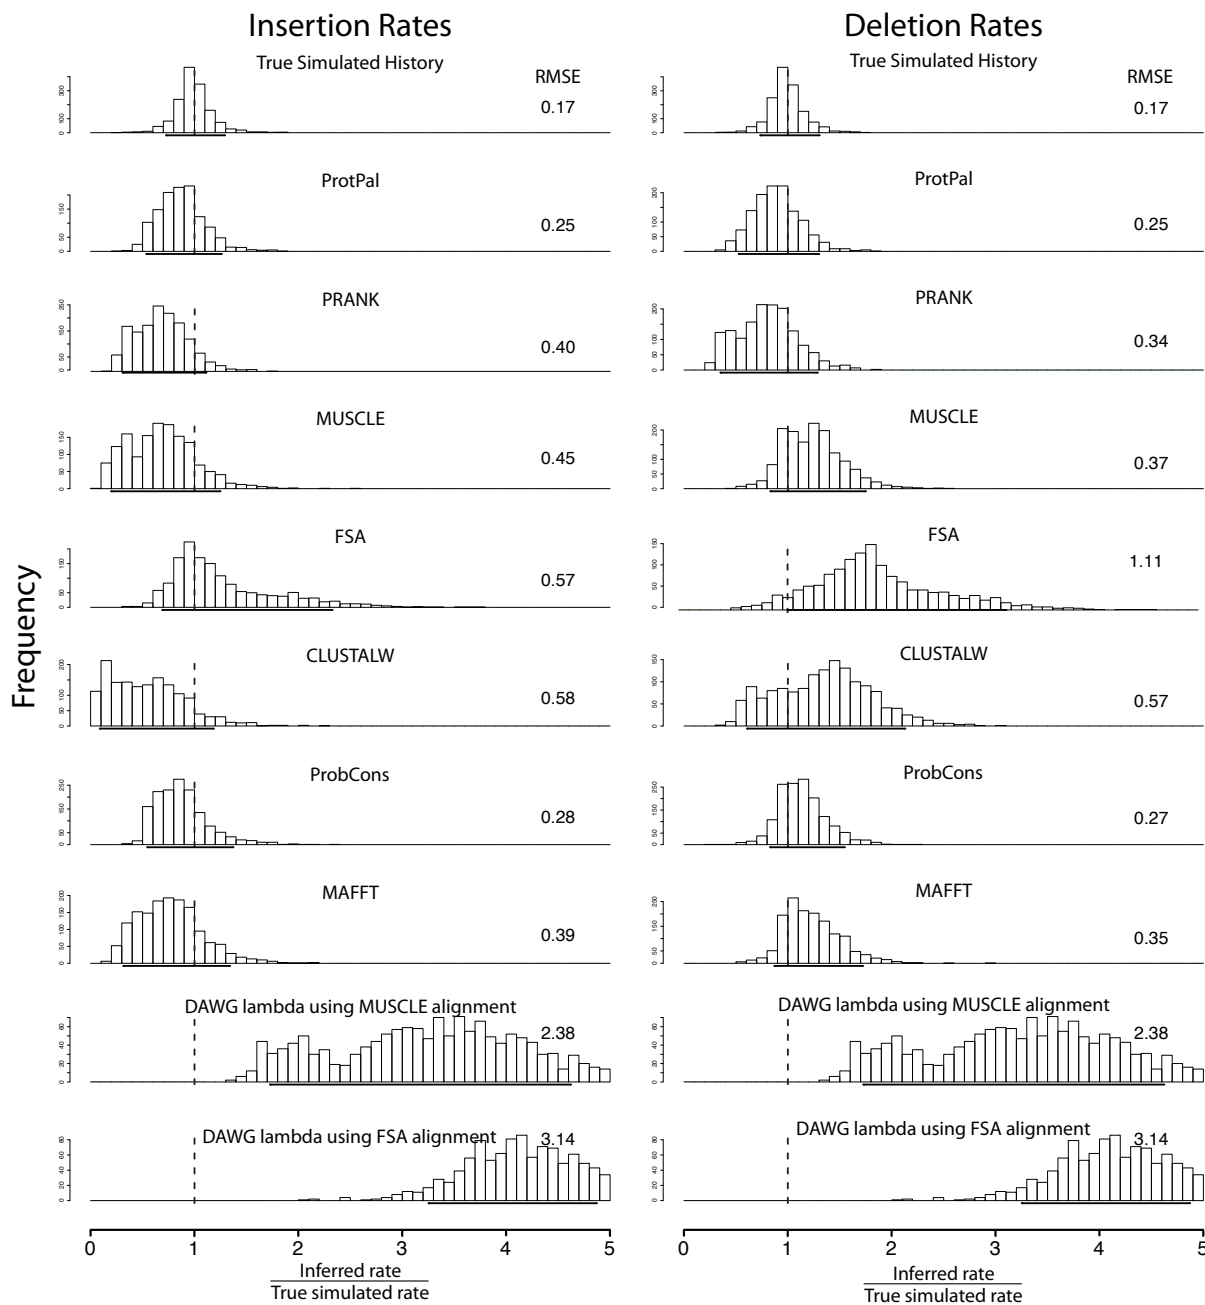 Insertion Rates
Deletion Rates
True Simulated History
RMSE
0.17
True Simulated History
RMSE
0.17
ProtPal
0.25
ProtPal
0.25
PRANK
0.40
PRANK
0.34
MUSCLE
0.45
MUSCLE
0.37
FSA
0.57
FSA
1.11
CLUSTALW
0.58
CLUSTALW
0.57
ProbCons
0.28
ProbCons
0.27
MAFFT
0.39
MAFFT
0.35
DAWG lambda using MUSCLE alignment
2.38
DAWG lambda using MUSCLE alignment
2.38
DAWG lambda using FSA alignment
3.14
DAWG lambda using FSA alignment
3.14
Frequency
0 1 2 3 4 5
0 1 2 3 4 5
Inferred rate
True simulated rate
Inferred rate
True simulated rate